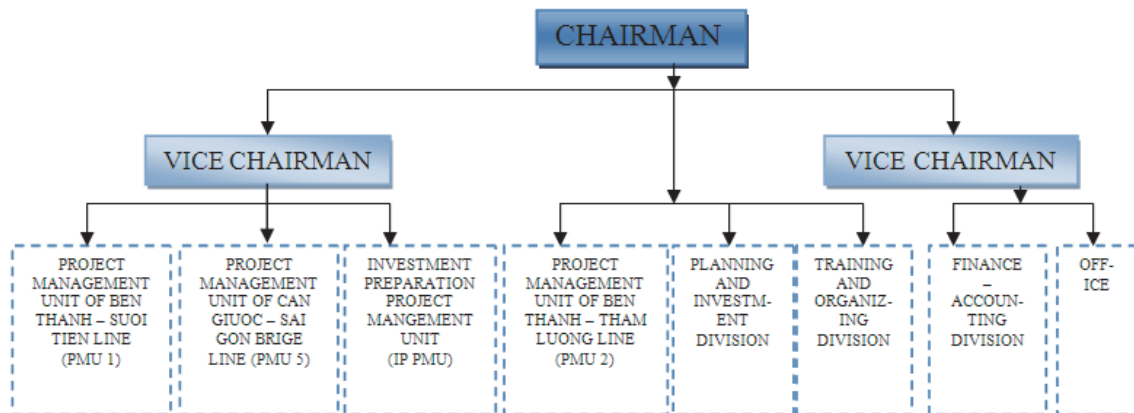 CHAIRMAN
VICE CHAIRMAN
VICE CHAIRMAN
PROJECT
MANAGEMENT
UNIT OF BEN
THANH – SUOI
TIEN LINE
(PMU 1)
PROJECT
MANAGEMENT
UNIT OF CAN
GIUOC – SAI
GON BRIGE
LINE (PMU 5)
INVESTMENT
PREPARATION
PROJECT
MANGEMENT
UNIT
(IP PMU)
PROJECT
MANAGEMENT
UNIT OF BEN
THANH – THAM
LUONG LINE
(PMU 2)
PLANNING
AND
INVESTM-
ENT
DIVISION
TRAINING
AND
ORGANIZ-
ING
DIVISION
FINANCE
–
ACCOUN-
TING
DIVISION
OFF-
ICE